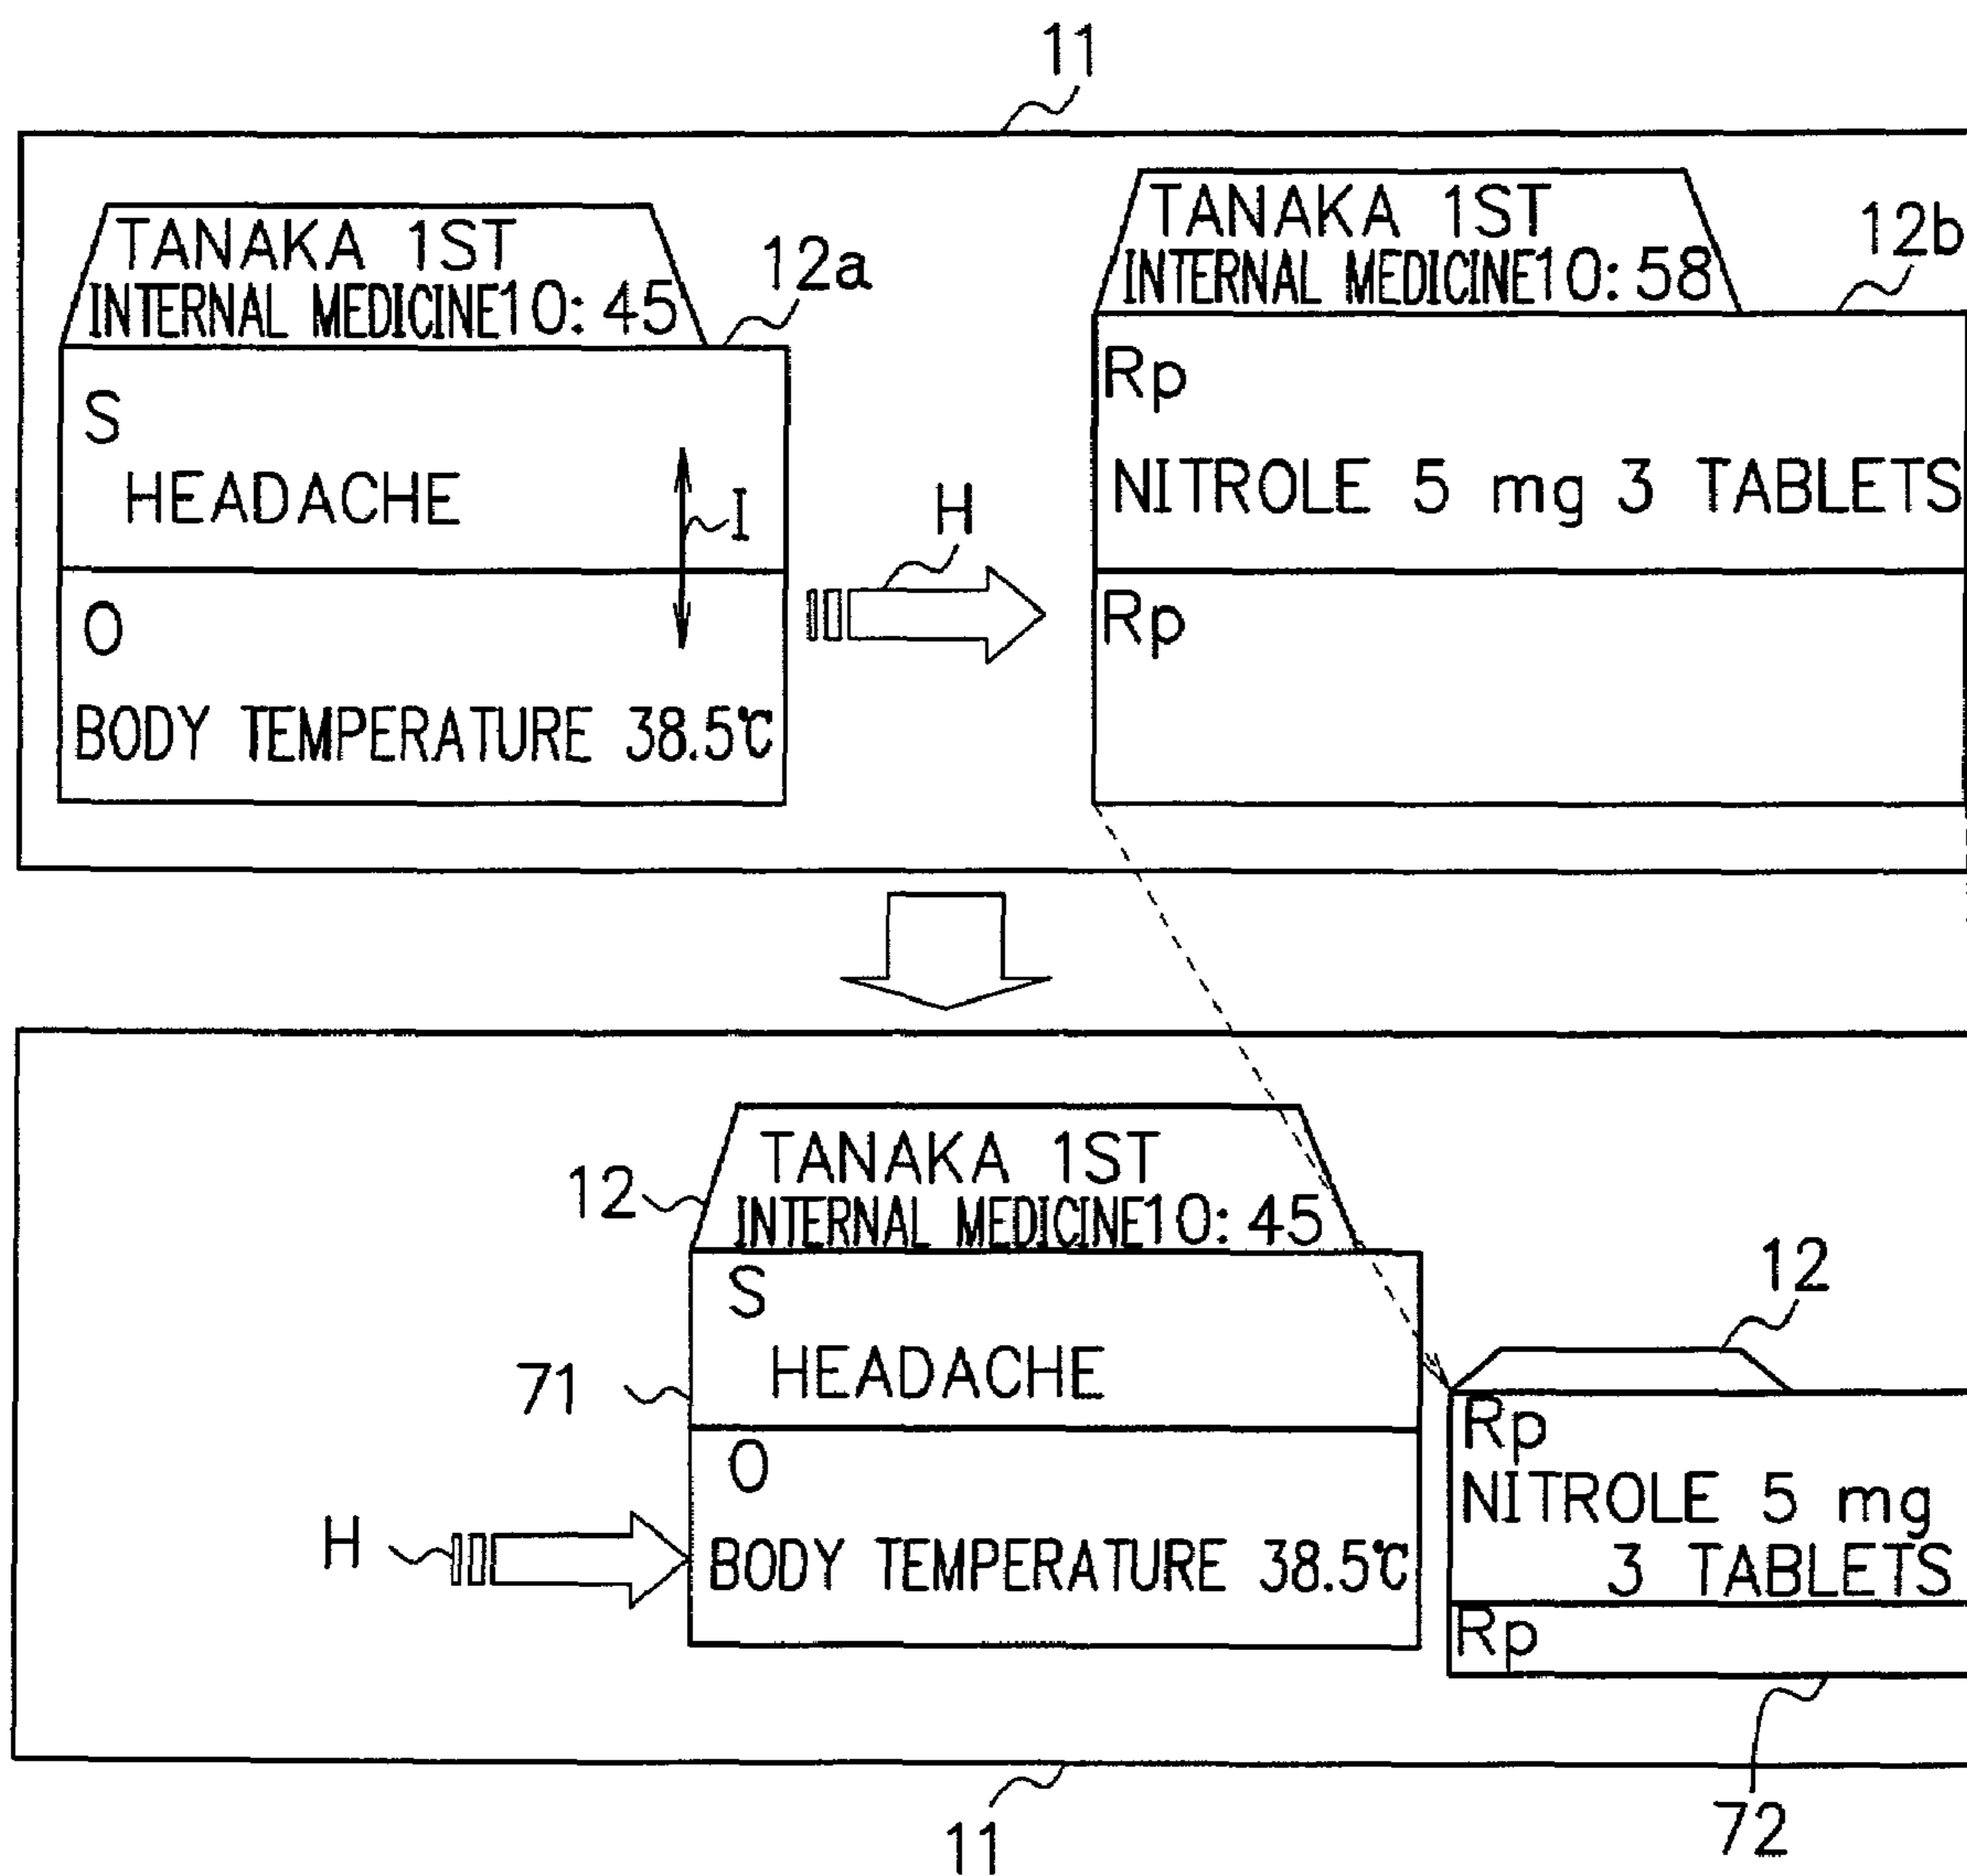 11
TANAKA 1ST
INTERNAL MEDICINE10:45
12a
S
HEADACHE
I
O
BODY TEMPERATURE 38.5℃
H
TANAKA 1ST
INTERNAL MEDICINE10:58
12b
Rp
NITROLE 5 mg 3 TABLETS
Rp
12
TANAKA 1ST
INTERNAL MEDICINE10:45
S
HEADACHE
71
O
BODY TEMPERATURE 38.5℃
H
12
Rp
NITROLE 5 mg
3 TABLETS
Rp
72
11